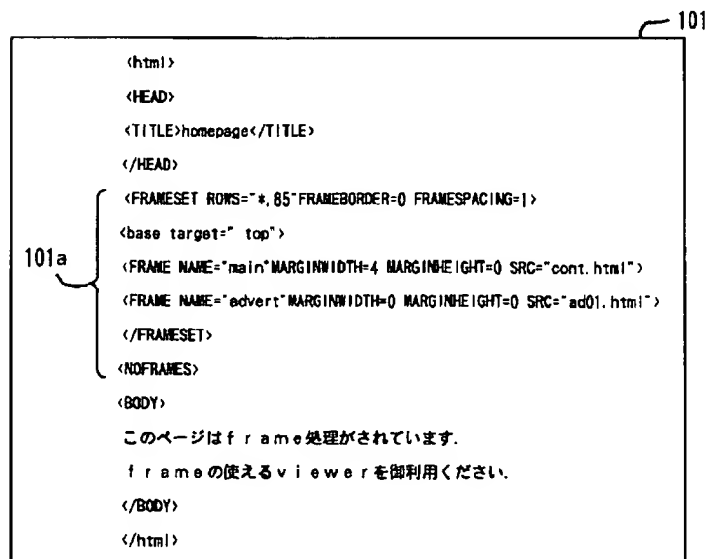 101
<html>
<HEAD>
<TITLE>homepage</TITLE>
</HEAD>
<FRAMESET ROWS="*,85"FRAMEBORDER=0 FRAMESPACING=1>
<base target=" top">
101a
<FRAME NAME="main"MARGINWIDTH=4 MARGINHEIGHT=0 SRC="cont.html">
<FRAME NAME="advert"MARGINWIDTH=0 MARGINHEIGHT=0 SRC="ad01.html">
</FRAMESET>
<NOFRAMES>
<BODY>
このページはframe処理がされています.
frameの使えるviewerを御利用ください.
</BODY>
</html>